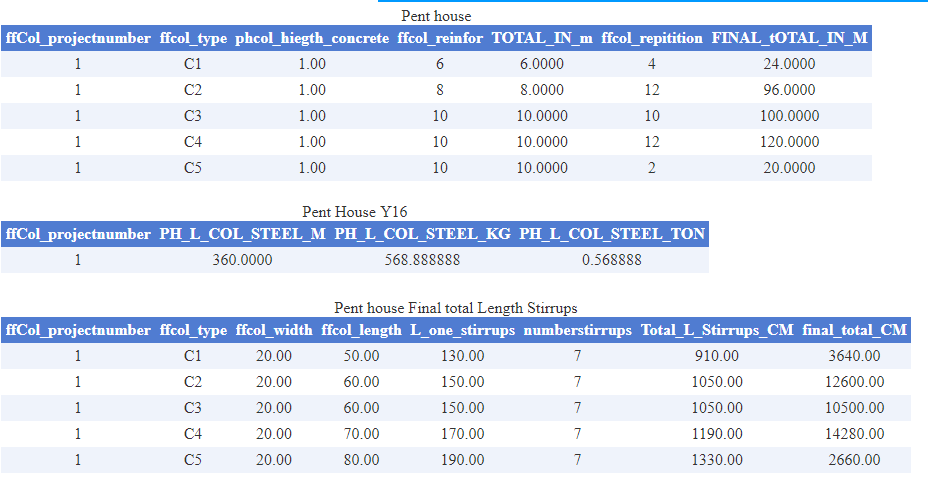 Pent house
ffCol_projectnumber ffcol_type phcol_hiegth_concrete ffcol_reinfor TOTAL_IN_m ffcol_repitition FINAL_tOTAL_IN_M
1 C1 1.00 6 6.0000 4 24.0000
1 C2 1.00 8 8.0000 12 96.0000
1 C3 1.00 10 10.0000 10 100.0000
1 C4 1.00 10 10.0000 12 120.0000
1 C5 1.00 10 10.0000 2 20.0000
Pent House Y16
ffCol_projectnumber PH_L_COL_STEEL_M PH_L_COL_STEEL_KG PH_L_COL_STEEL_TON
1 360.0000 568.888888 0.568888
Pent house Final total Length Stirrups
ffCol_projectnumber ffcol_type ffcol_width ffcol_length L_one_stirrups numberstirrups Total_L_Stirrups_CM final_total_CM
1 C1 20.00 50.00 130.00 7 910.00 3640.00
1 C2 20.00 60.00 150.00 7 1050.00 12600.00
1 C3 20.00 60.00 150.00 7 1050.00 10500.00
1 C4 20.00 70.00 170.00 7 1190.00 14280.00
1 C5 20.00 80.00 190.00 7 1330.00 2660.00